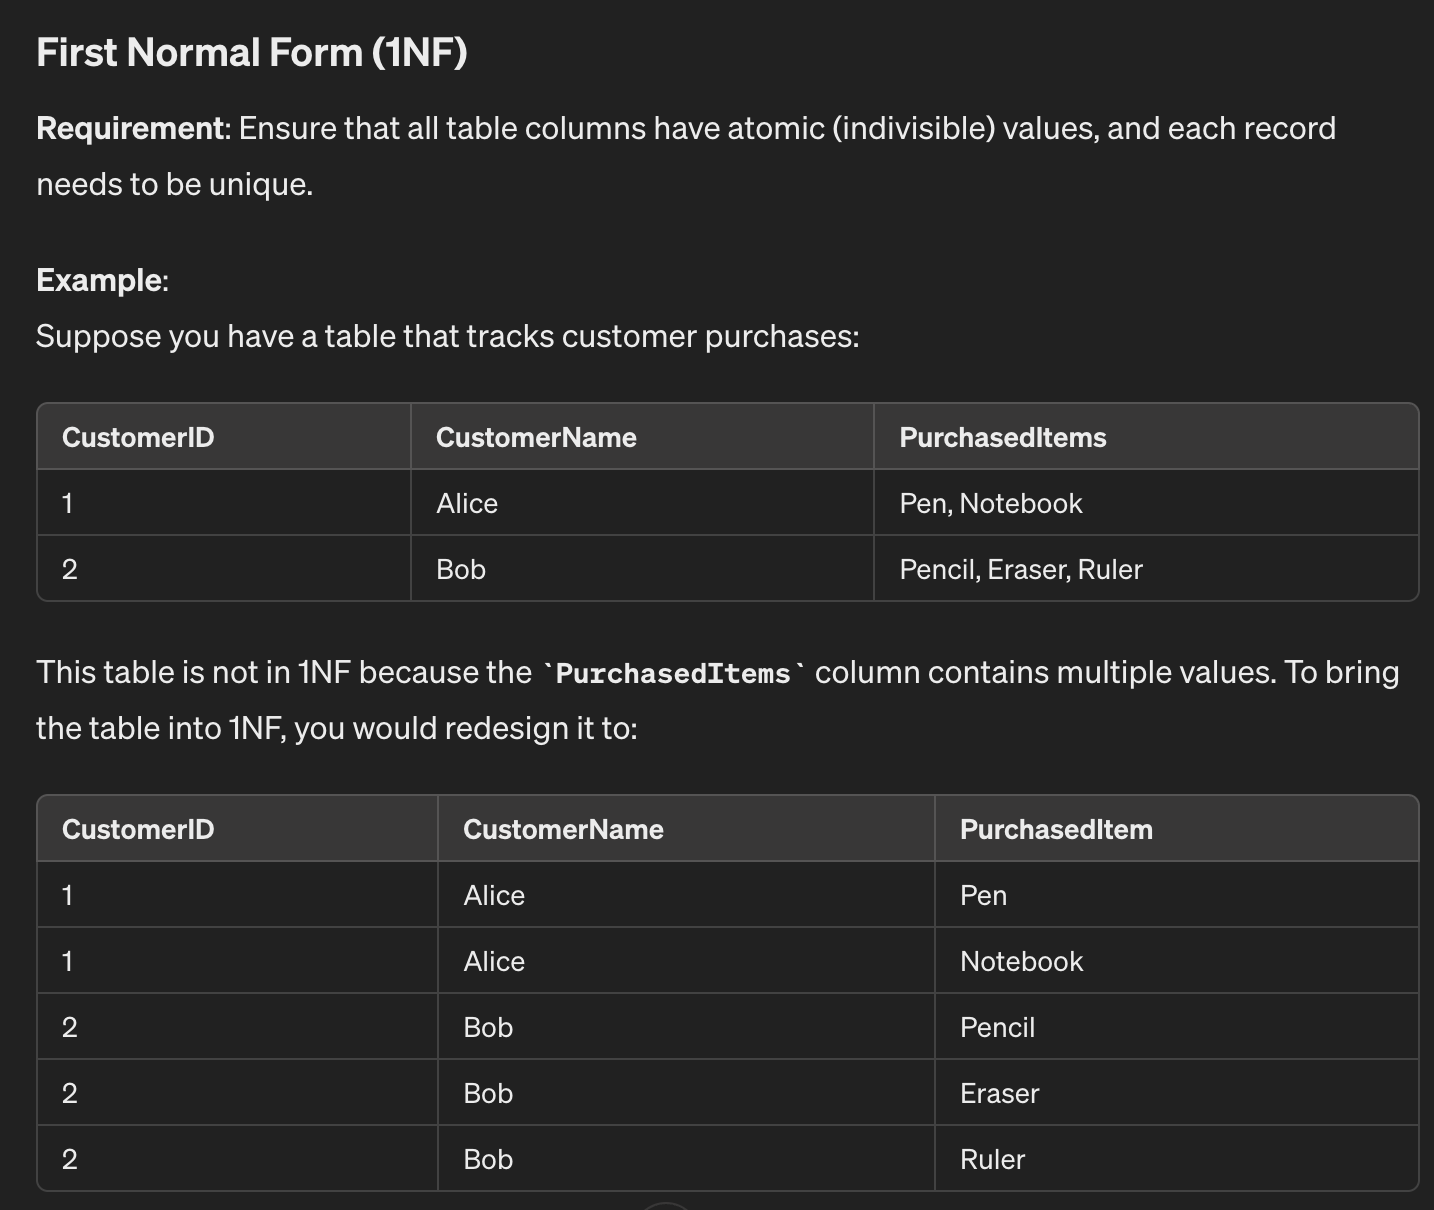 First Normal Form (1NF)
Requirement: Ensure that all table columns have atomic (indivisible) values, and each record
needs to be unique.
Example:
Suppose you have a table that tracks customer purchases:
CustomerID CustomerName PurchasedItems
1 Alice Pen, Notebook
2 Bob Pencil, Eraser, Ruler
This table is not in 1NF because the `PurchasedItems` column contains multiple values. To bring
the table into 1NF, you would redesign it to:
CustomerID CustomerName PurchasedItem
1 Alice Pen
1 Alice Notebook
2 Bob Pencil
2 Bob Eraser
2 Bob Ruler